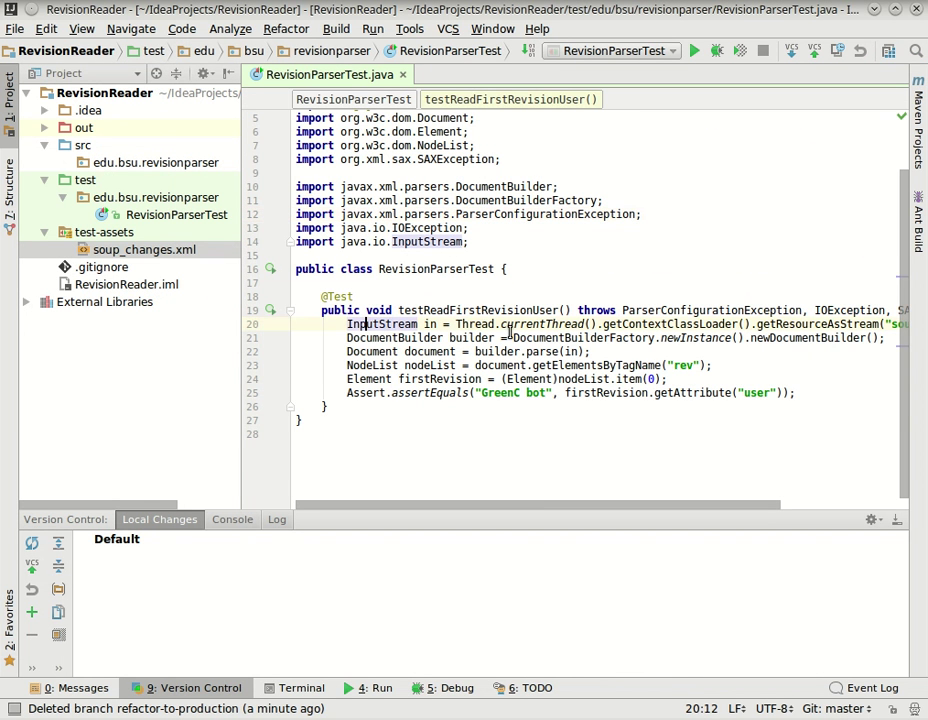 RevisionReader - [~/IdeaProjects/RevisionReader] - [RevisionReader] - ~/IdeaProjects/RevisionReader/test/edu/bsu/revisionparser/RevisionParserTest.java - I...
File Edit View Navigate Code Analyze Refactor Build Run Tools VCS Window Help
RevisionReader test edu bsu revisionparser RevisionParserTest RevisionParserTest VCS VCS
Project RevisionParserTest.java ×
RevisionParserTest testReadFirstRevisionUser()
1: Project
7: Structure
2: Favorites
RevisionReader ~/IdeaProjects/
.idea
out
src
edu.bsu.revisionparser
test
edu.bsu.revisionparser
RevisionParserTest
test-assets
soup_changes.xml
.gitignore
RevisionReader.iml
External Libraries
5 import org.w3c.dom.Document;
6 import org.w3c.dom.Element;
7 import org.w3c.dom.NodeList;
8 import org.xml.sax.SAXException;
9
10 import javax.xml.parsers.DocumentBuilder;
11 import javax.xml.parsers.DocumentBuilderFactory;
12 import javax.xml.parsers.ParserConfigurationException;
13 import java.io.IOException;
14 import java.io.InputStream;
15
16 public class RevisionParserTest {
17
18 @Test
19 public void testReadFirstRevisionUser() throws ParserConfigurationException, IOException, SA
20 InputStream in = Thread.currentThread().getContextClassLoader().getResourceAsStream("sou
21 DocumentBuilder builder = DocumentBuilderFactory.newInstance().newDocumentBuilder();
22 Document document = builder.parse(in);
23 NodeList nodeList = document.getElementsByTagName("rev");
24 Element firstRevision = (Element)nodeList.item(0);
25 Assert.assertEquals("GreenC bot", firstRevision.getAttribute("user"));
26 }
27 }
28
Maven Projects
Ant Build
Version Control: Local Changes Console Log
Default
VCS
0: Messages 9: Version Control Terminal 4: Run 5: Debug 6: TODO Event Log
Deleted branch refactor-to-production (a minute ago) 20:12 LF÷ UTF-8÷ Git: master÷